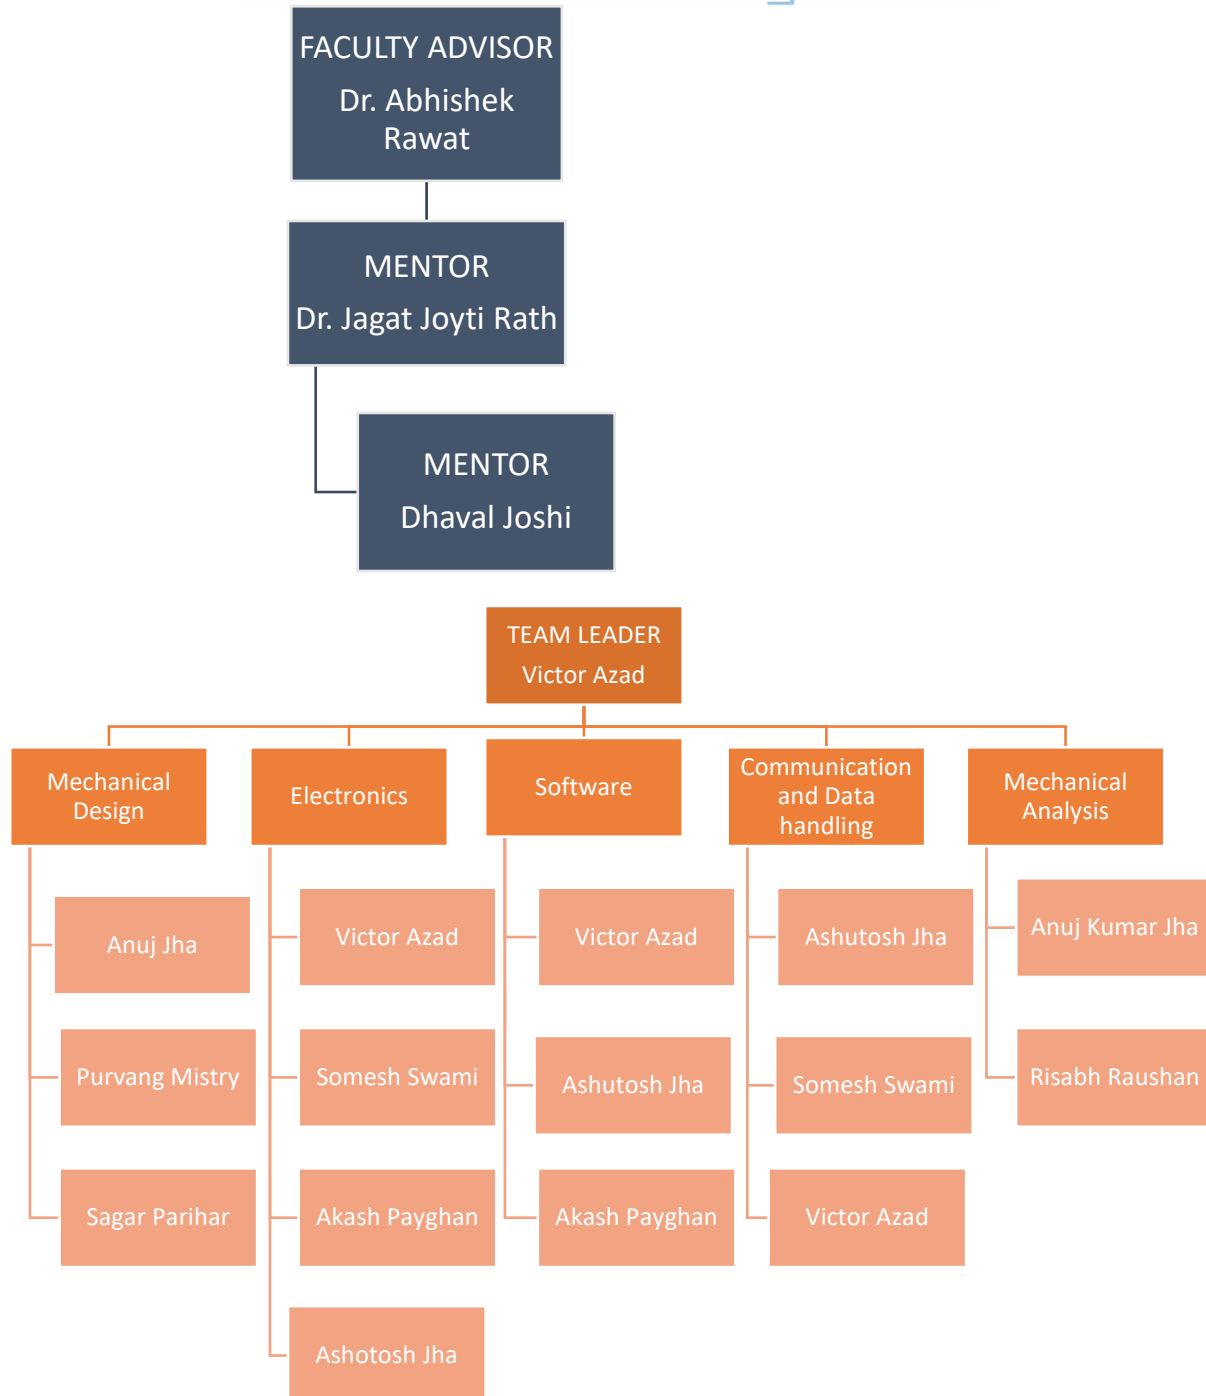 FACULTY ADVISOR
Dr. Abhishek
Rawat
MENTOR
Dr. Jagat Joyti Rath
MENTOR
Dhaval Joshi
TEAM LEADER
Victor Azad
Mechanical
Design
Anuj Jha
Purvang Mistry
Sagar Parihar
Electronics
Victor Azad
Somesh Swami
Akash Payghan
Ashotosh Jha
Software
Victor Azad
Ashutosh Jha
Akash Payghan
Communication
and Data
handling
Ashutosh Jha
Somesh Swami
Victor Azad
Mechanical
Analysis
Anuj Kumar Jha
Risabh Raushan